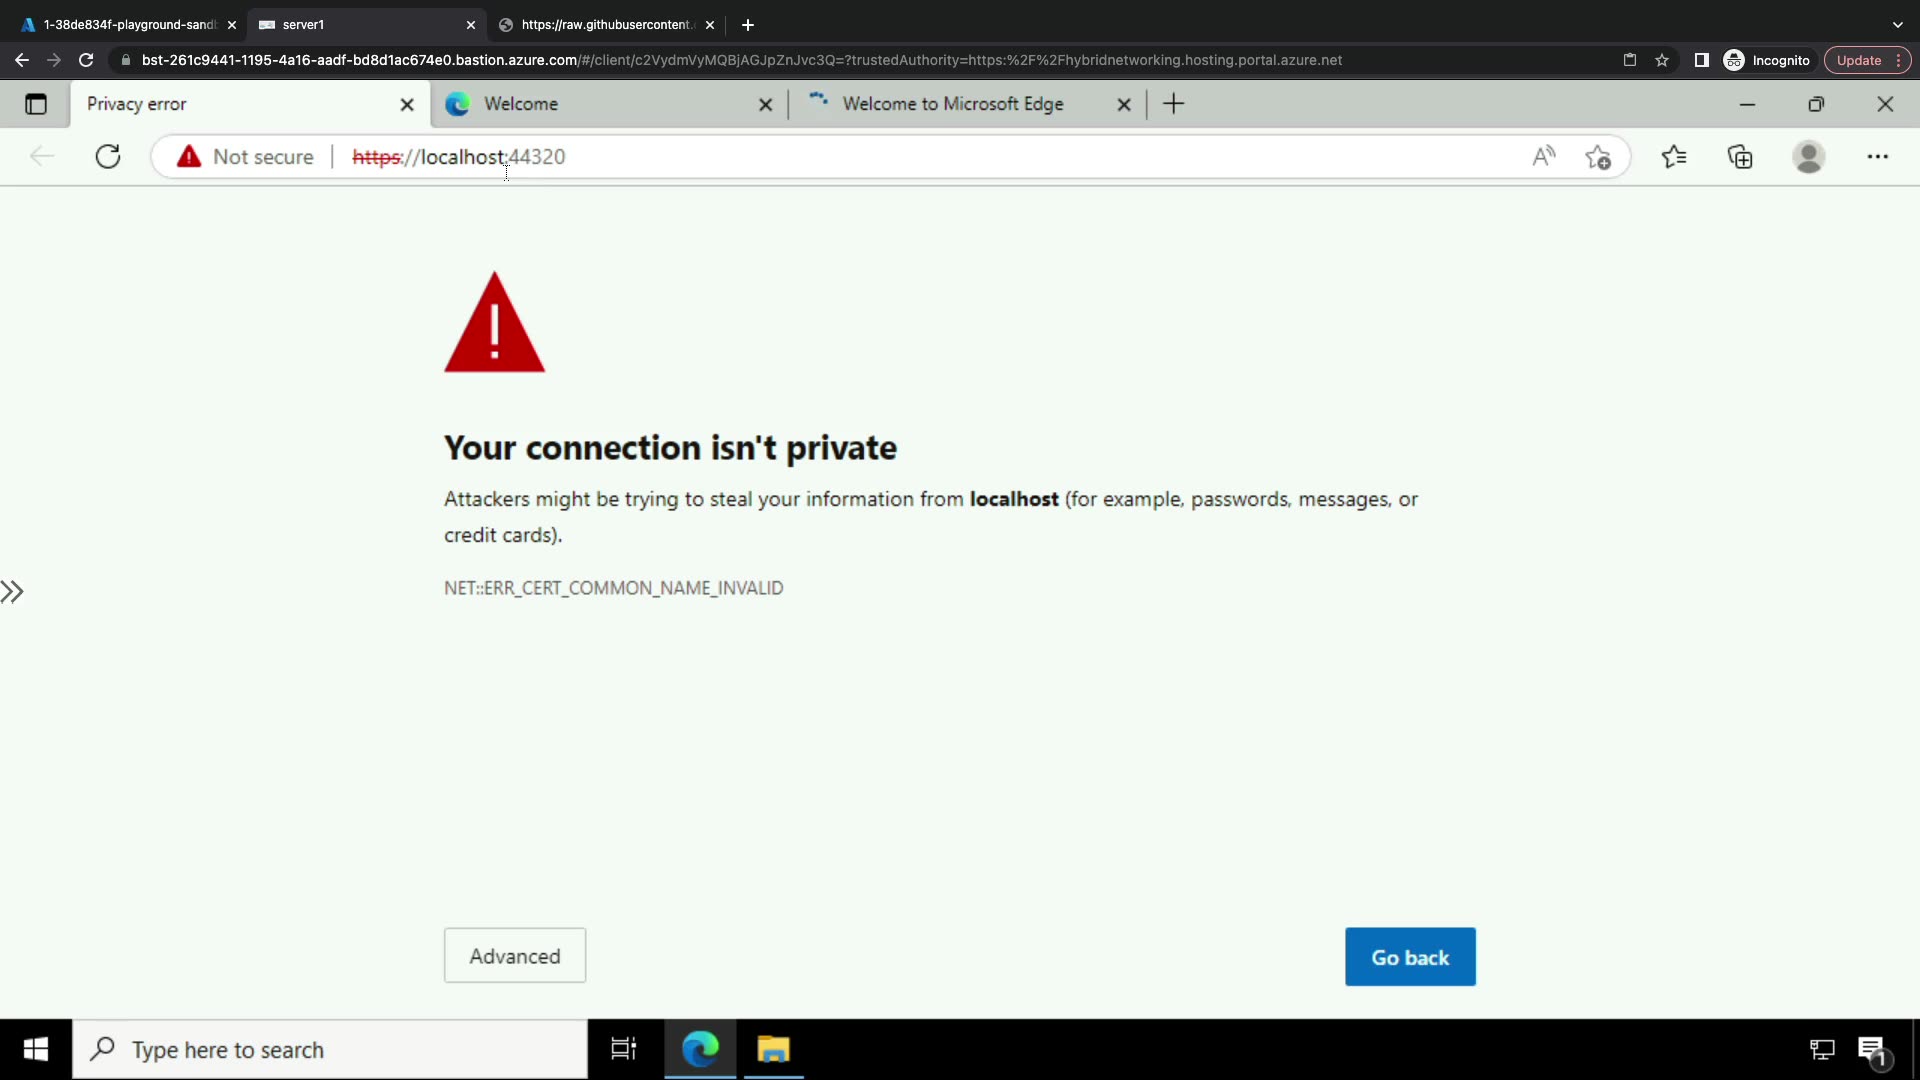 1-38de834f-playground-sand
server1
https://raw.githubusercontent.
bst-261c9441-1195-4a16-aadf-bd8d1ac674e0.bastion.azure.com/#/client/c2VydmVyMQBjAGJpZnJvc3Q=?trustedAuthority=https:%2F%2Fhybridnetworking.hosting.portal.azure.net
Incognito
Update
Privacy error
Welcome
Welcome to Microsoft Edge
Not secure
https://localhost:44320
Your connection isn't private
Attackers might be trying to steal your information from localhost (for example, passwords, messages, or
credit cards).
NET::ERR_CERT_COMMON_NAME_INVALID
Advanced
Go back
Type here to search
1